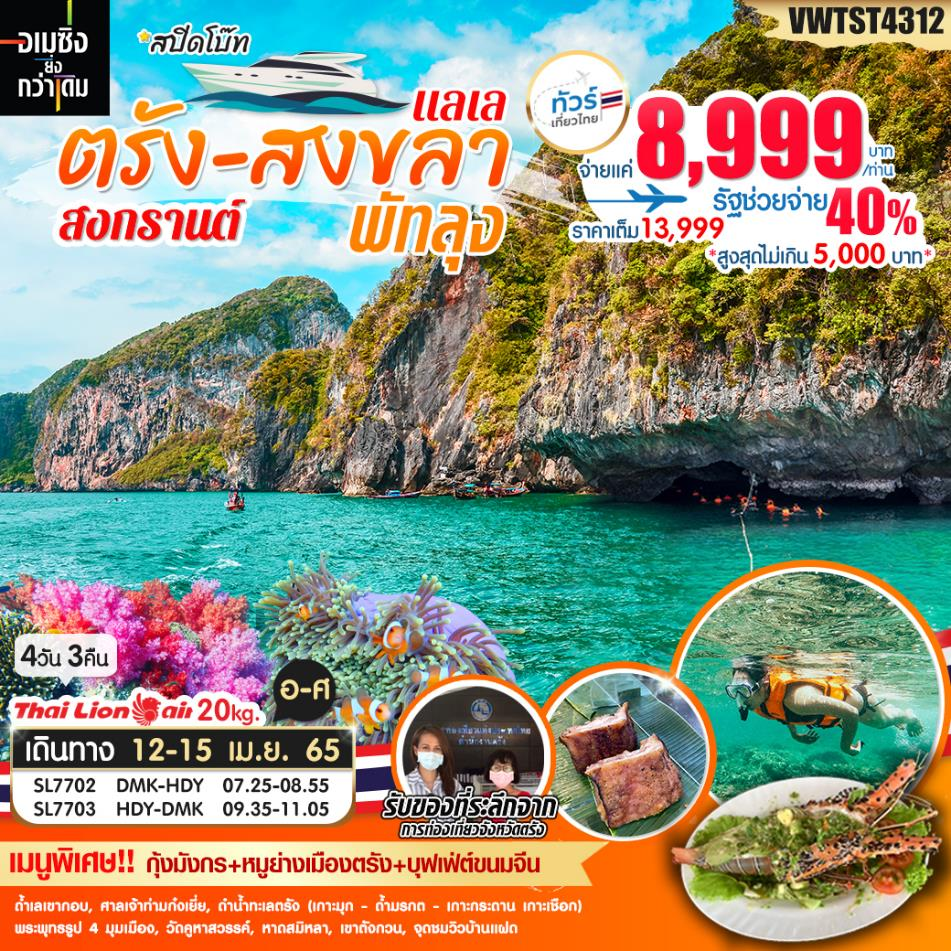 VWTST4312
อเมซิ่ง
ยิ่ง
กว่าเดิม
สปีดโบ๊ท
แลเล
ตรัง-สงขลา
สงกรานต์
พัทลุง
ทัวร์
เที่ยวไทย
จ่ายแค่ 8,999 บาท/ท่าน
รัฐช่วยจ่าย 40%
ราคาเต็ม 13,999
*สูงสุดไม่เกิน 5,000 บาท*
4วัน 3คืน
Thai Lion air 20kg.
อ-ศ
เดินทาง 12-15 เม.ย. 65
SL7702 DMK-HDY 07.25-08.55
SL7703 HDY-DMK 09.35-11.05
รับของที่ระลึกจาก
การท่องเที่ยวจังหวัดตรัง
เมนูพิเศษ!! กุ้งมังกร+หมูย่างเมืองตรัง+บุฟเฟ่ต์ขนมจีน
ถ้ำเลเขากอบ, ศาลเจ้าท่ามก๋งเยี่ย, ดำน้ำทะเลตรัง (เกาะมุก - ถ้ำมรกต - เกาะกระดาน เกาะเชือก)
พระพุทธรูป 4 มุมเมือง, วัดคูหาสวรรค์, หาดสมิหลา, เขาตังกวน, จุดชมวิวบ้านแฝด